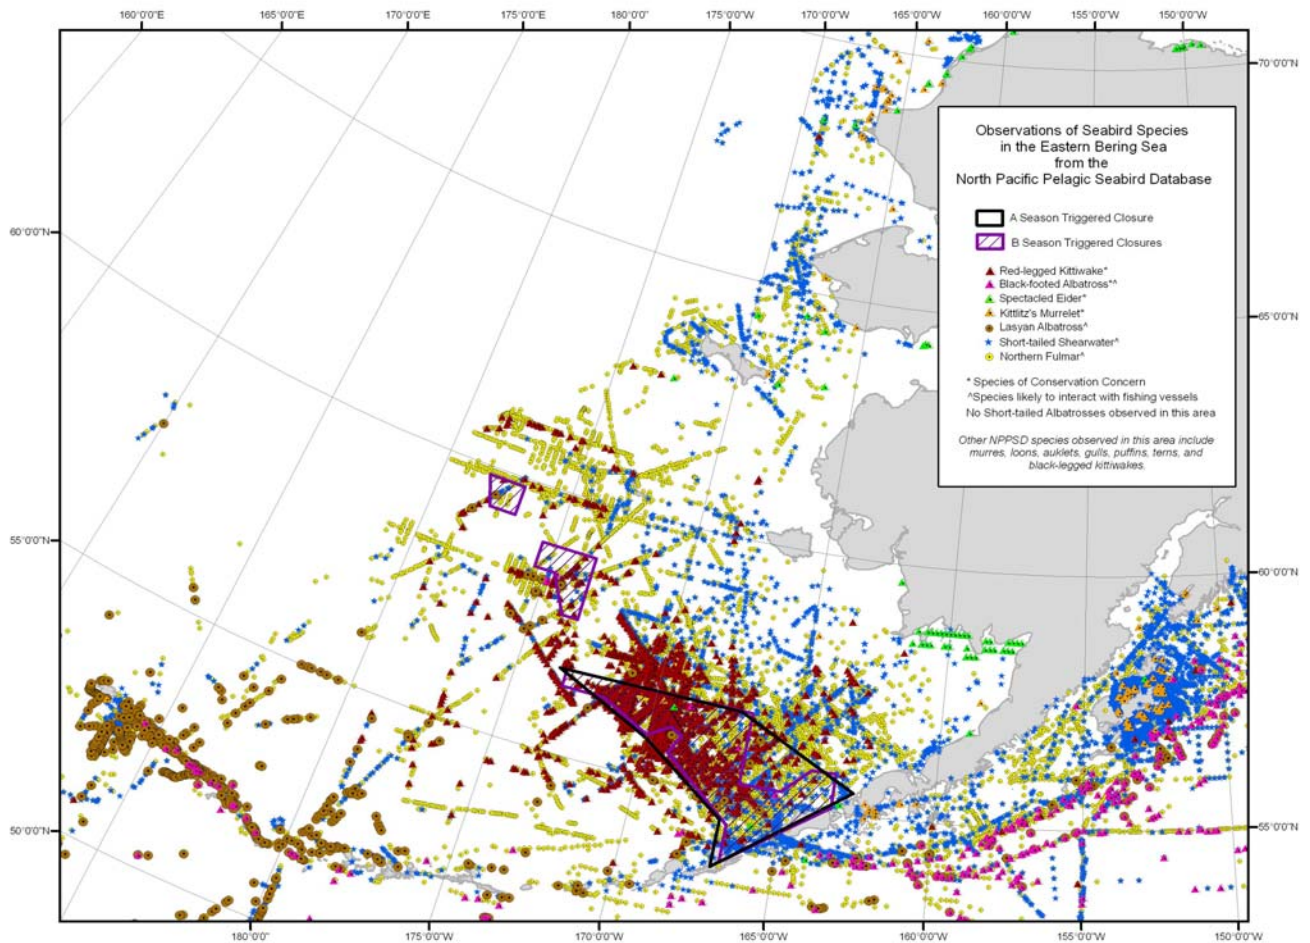 160°0'0"E 165°0'0"E 170°0'0"E 175°0'0"E 180°0'0" 175°0'0"W 170°0'0"W 165°0'0"W 160°0'0"W 155°0'0"W 150°0'0"W
70°0'0"N
Observations of Seabird Species
in the Eastern Bering Sea
from the
North Pacific Pelagic Seabird Database
A Season Triggered Closure
B Season Triggered Closures
Red-legged Kittiwake*
Black-footed Albatross*^
Spectacled Eider*
Kittlitz's Murrelet*
Lasyan Albatross^
Short-tailed Shearwater^
Northern Fulmar^
* Species of Conservation Concern
^Species likely to interact with fishing vessels
No Short-tailed Albatrosses observed in this area
Other NPPSD species observed in this area include
murres, loons, auklets, gulls, puffins, terns, and
black-legged kittiwakes.
60°0'0"N
65°0'0"N
55°0'0"N
60°0'0"N
50°0'0"N
55°0'0"N
180°0'0" 175°0'0"W 170°0'0"W 165°0'0"W 160°0'0"W 155°0'0"W 150°0'0"W